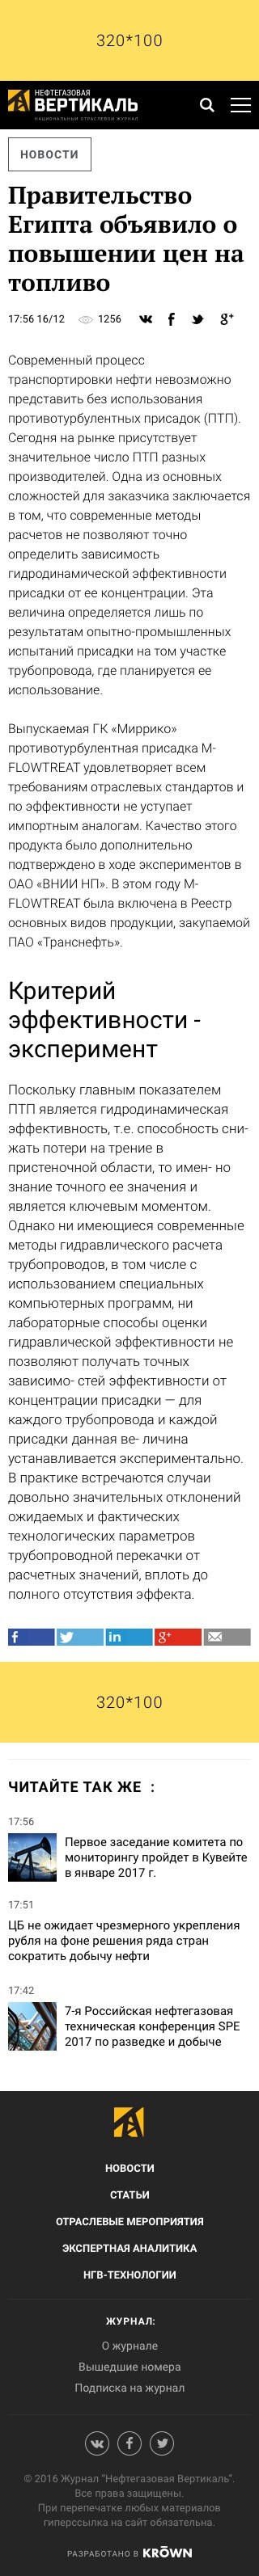 320*100
НЕФТЕГАЗОВАЯ
ВЕРТИКАЛЬ
НАЦИОНАЛЬНЫЙ ОТРАСЛЕВОЙ ЖУРНАЛ
НОВОСТИ
Правительство
Египта объявило о
повышении цен на
топливо
17:56 16/12 1256
Современный процесс
транспортировки нефти невозможно
представить без использования
противотурбулентных присадок (ПТП).
Сегодня на рынке присутствует
значительное число ПТП разных
производителей. Одна из основных
сложностей для заказчика заключается
в том, что современные методы
расчетов не позволяют точно
определить зависимость
гидродинамической эффективности
присадки от ее концентрации. Эта
величина определяется лишь по
результатам опытно-промышленных
испытаний присадки на том участке
трубопровода, где планируется ее
использование.
Выпускаемая ГК «Миррико»
противотурбулентная присадка M-
FLOWTREAT удовлетворяет всем
требованиям отраслевых стандартов и
по эффективности не уступает
импортным аналогам. Качество этого
продукта было дополнительно
подтверждено в ходе экспериментов в
ОАО «ВНИИ НП». В этом году M-
FLOWTREAT была включена в Реестр
основных видов продукции, закупаемой
ПАО «Транснефть».
Критерий
эффективности -
эксперимент
Поскольку главным показателем
ПТП является гидродинамическая
эффективность, т.е. способность сни-
жать потери на трение в
пристеночной области, то имен- но
знание точного ее значения и
является ключевым моментом.
Однако ни имеющиеся современные
методы гидравлического расчета
трубопроводов, в том числе с
использованием специальных
компьютерных программ, ни
лабораторные способы оценки
гидравлической эффективности не
позволяют получать точных
зависимо- стей эффективности от
концентрации присадки — для
каждого трубопровода и каждой
присадки данная ве- личина
устанавливается экспериментально.
В практике встречаются случаи
довольно значительных отклонений
ожидаемых и фактических
технологических параметров
трубопроводной перекачки от
расчетных значений, вплоть до
полного отсутствия эффекта.
320*100
ЧИТАЙТЕ ТАК ЖЕ :
17:56
Первое заседание комитета по
мониторингу пройдет в Кувейте
в январе 2017 г.
17:51
ЦБ не ожидает чрезмерного укрепления
рубля на фоне решения ряда стран
сократить добычу нефти
17:42
7-я Российская нефтегазовая
техническая конференция SPE
2017 по разведке и добыче
НОВОСТИ
СТАТЬИ
ОТРАСЛЕВЫЕ МЕРОПРИЯТИЯ
ЭКСПЕРТНАЯ АНАЛИТИКА
НГВ-ТЕХНОЛОГИИ
ЖУРНАЛ:
О журнале
Вышедшие номера
Подписка на журнал
© 2016 Журнал “Нефтегазовая Вертикаль”.
Все права защищены.
При перепечатке любых материалов
гиперссылка на сайт обязательна.
РАЗРАБОТАНО В KRÖWN